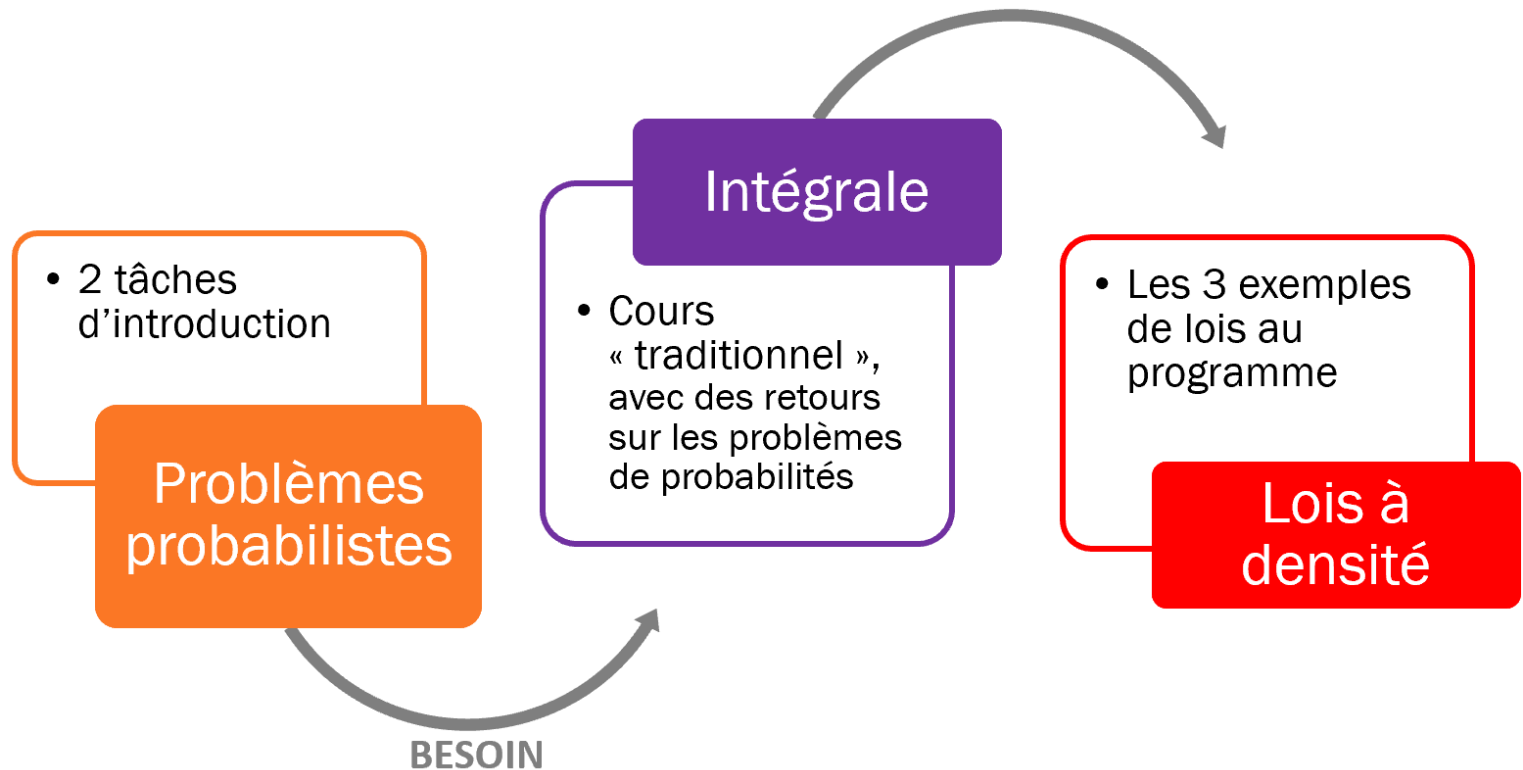 • 2 tâches
d’introduction
Problèmes
probabilistes
BESOIN
Intégrale
• Cours
« traditionnel »,
avec des retours
sur les problèmes
de probabilités
• Les 3 exemples
de lois au
programme
Lois à
densité